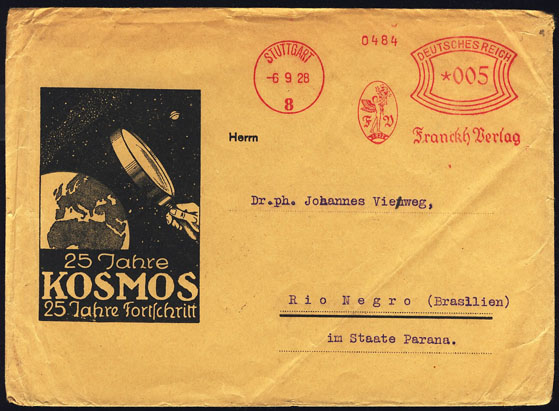 STUTTGART
-6 9 28
8
0484
DEUTSCHES REICH
*005
F V
Franckh Verlag
Herrn
Dr.ph. Johannes Vieweg,
25 Jahre
KOSMOS
25 Jahre Fortschritt
Rio Negro (Brasilien)
im Staate Parana.